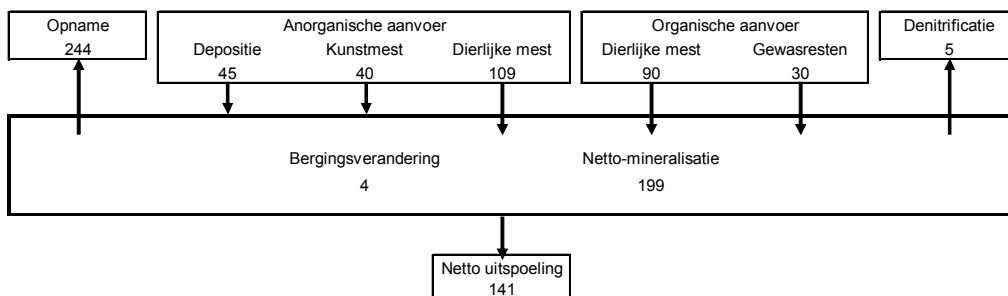 Opname
244
Anorganische aanvoer
Depositie Kunstmest Dierlijke mest
45 40 109
Organische aanvoer
Dierlijke mest Gewasresten
90 30
Denitrificatie
5
Bergingsverandering Netto-mineralisatie
4 199
Netto uitspoeling
141